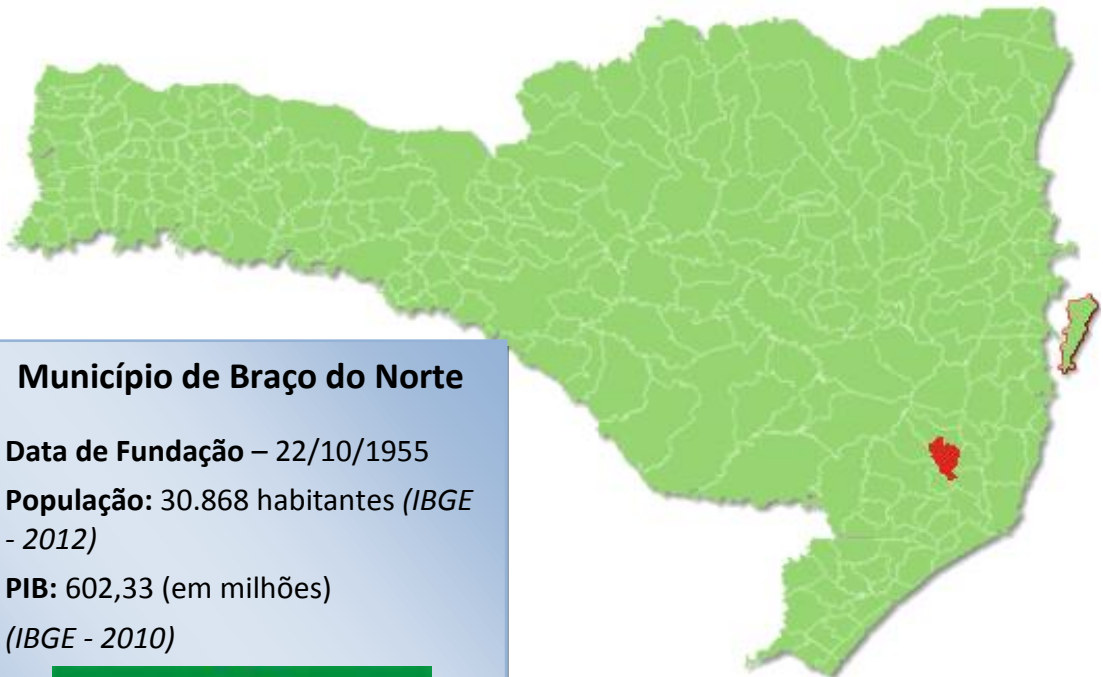 Município de Braço do Norte
Data de Fundação – 22/10/1955
População: 30.868 habitantes (IBGE
- 2012)
PIB: 602,33 (em milhões)
(IBGE - 2010)